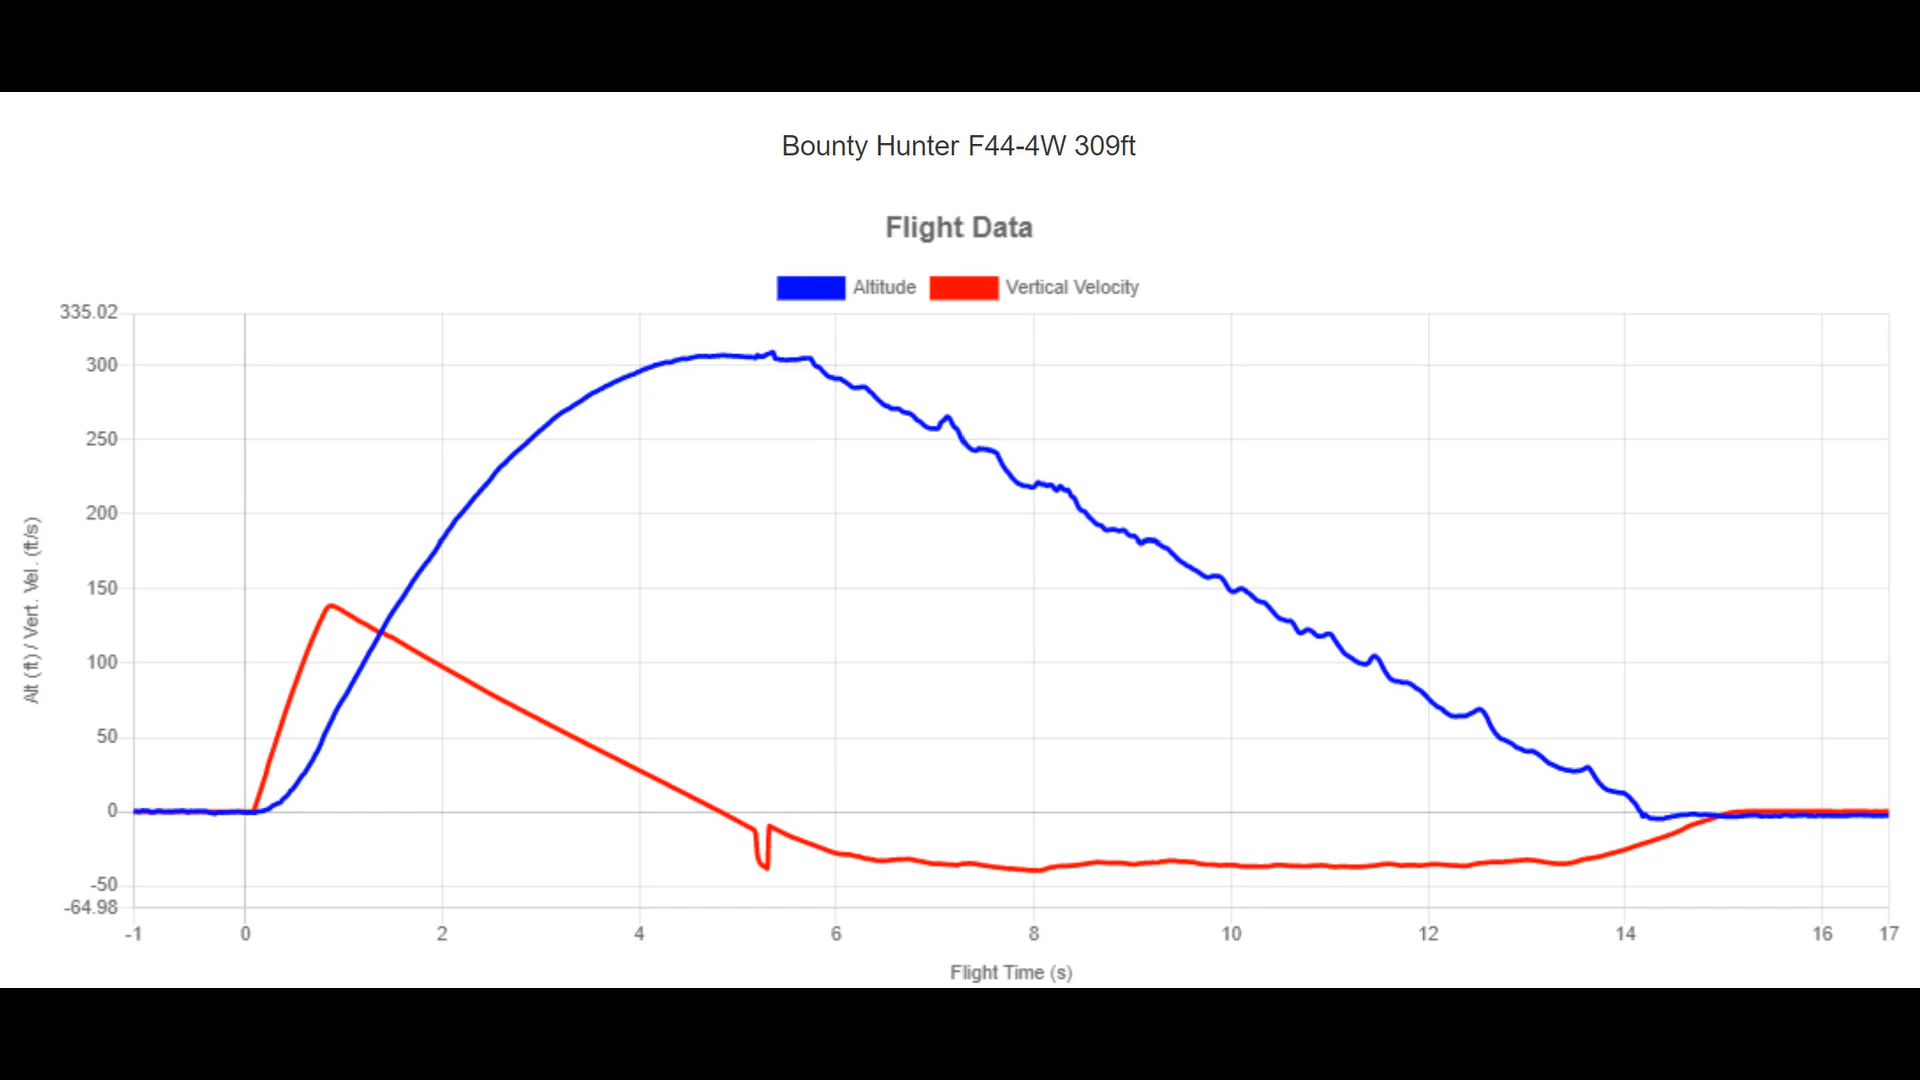 Bounty Hunter F44-4W 309ft
Flight Data
Altitude Vertical Velocity
335.02
300
250
200
150
100
50
0
-50
-64.98
Alt (ft) / Vert. Vel. (ft/s)
-1 0 2 4 6 8 10 12 14 16 17
Flight Time (s)